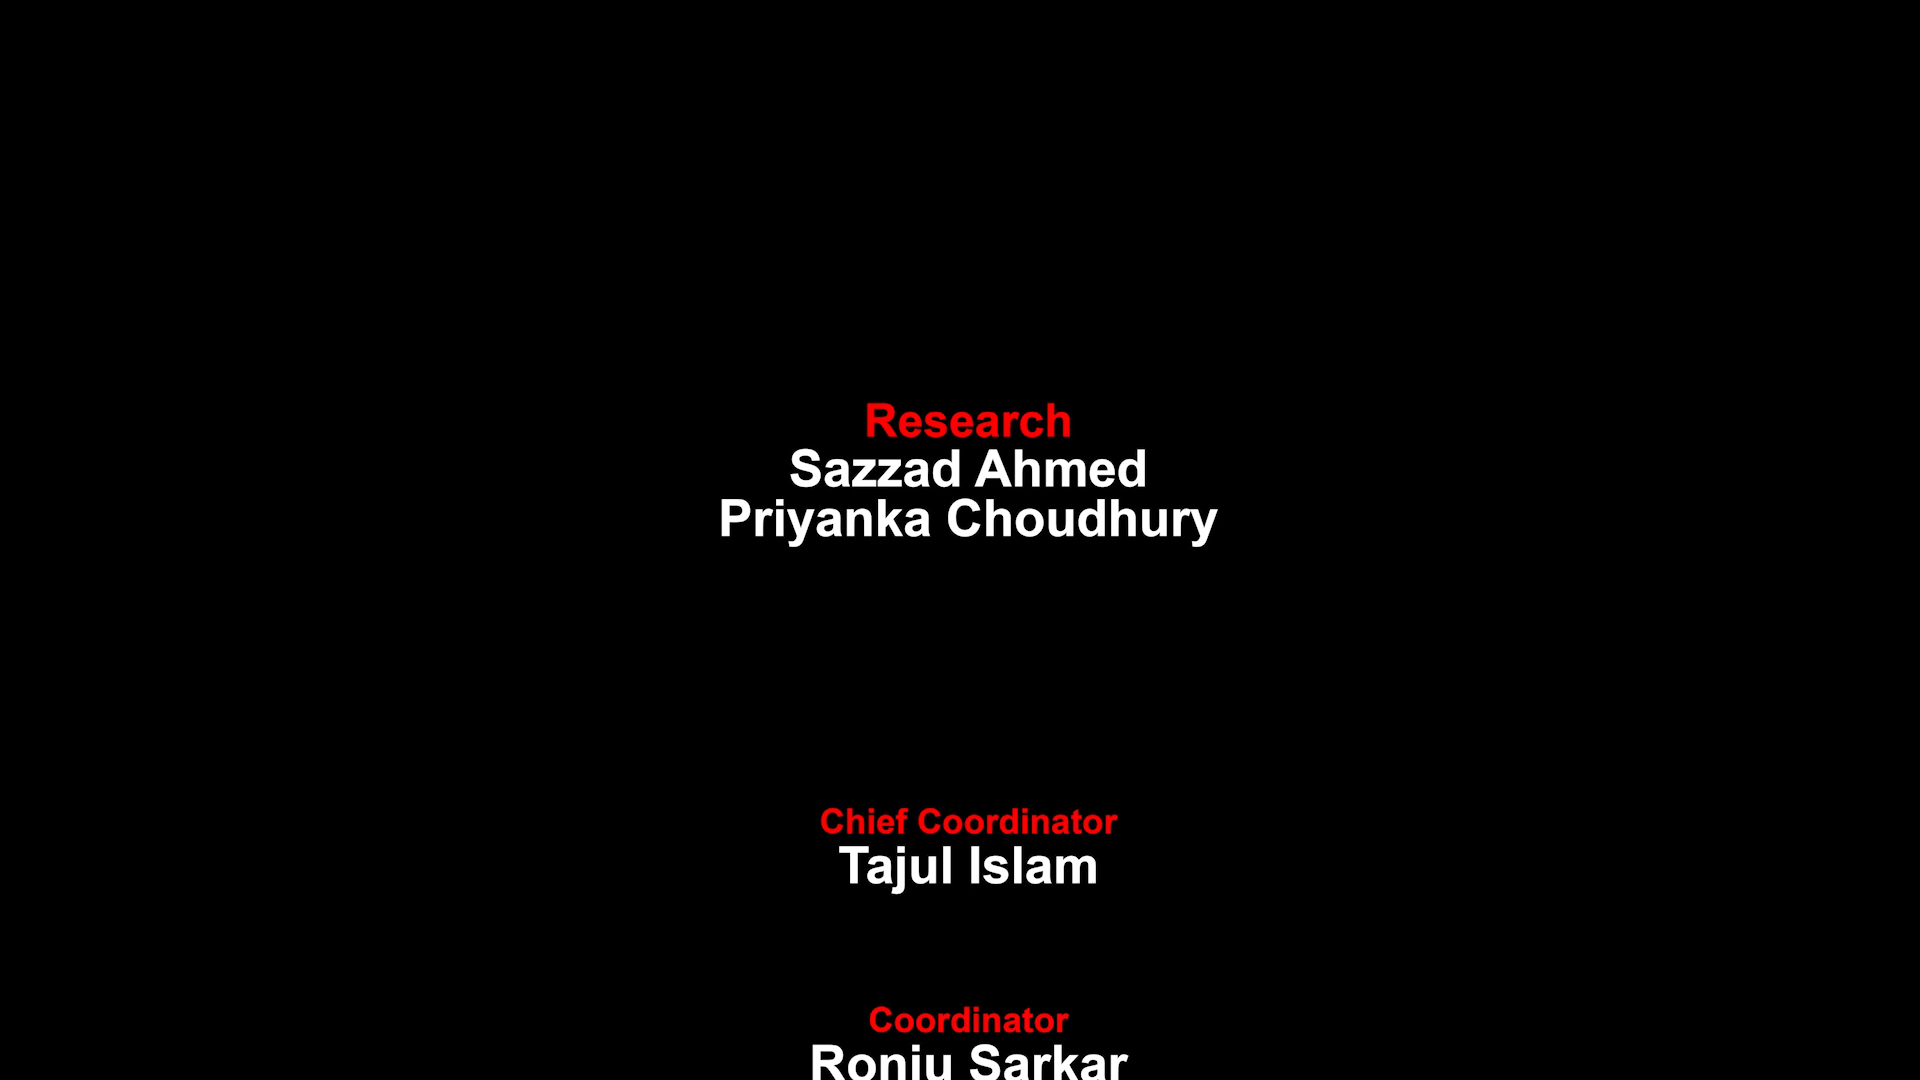 Research
Sazzad Ahmed
Priyanka Choudhury
Chief Coordinator
Tajul Islam
Coordinator
Ronju Sarkar